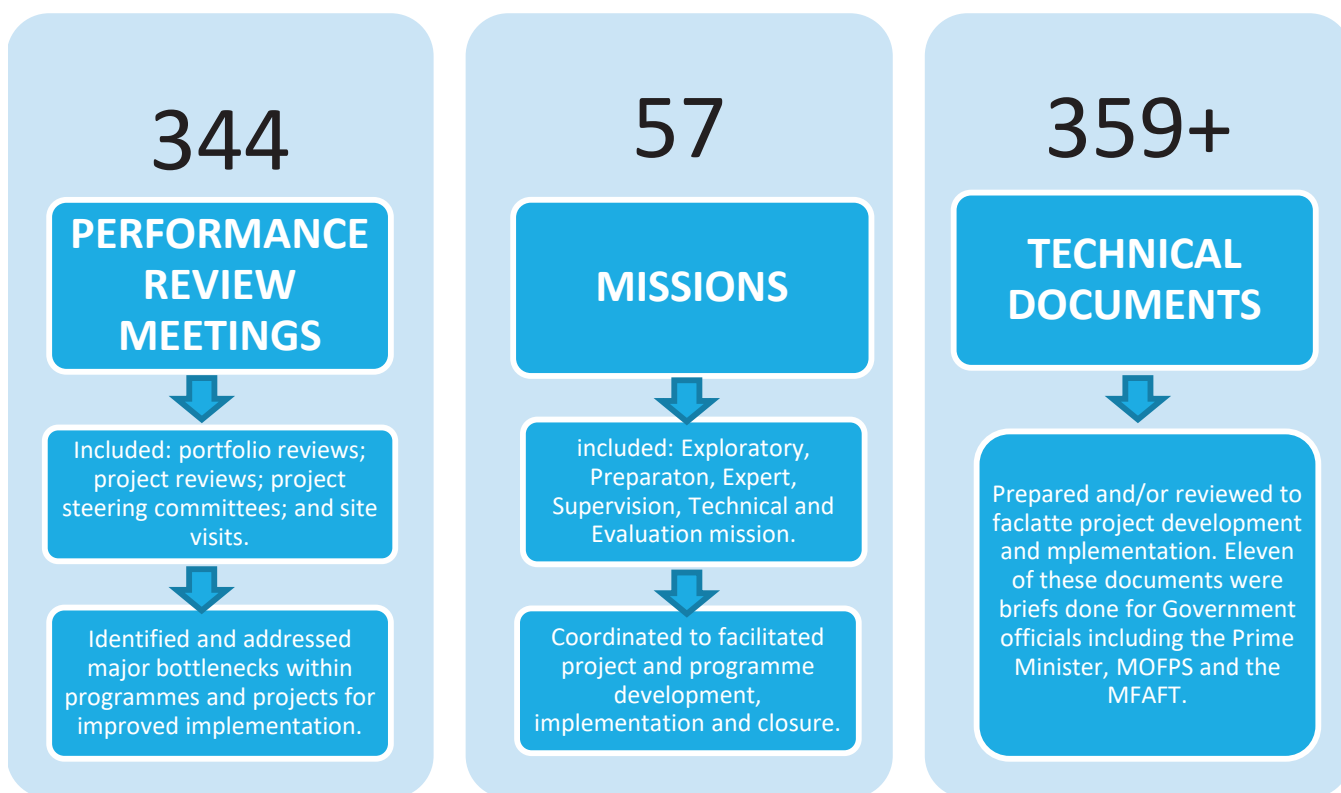 344
PERFORMANCE
REVIEW
MEETINGS
Included: portfolio reviews;
project reviews; project
steering committees; and site
visits.
Identified and addressed
major bottlenecks within
programmes and projects for
improved implementation.
57
MISSIONS
included: Exploratory,
Preparaton, Expert,
Supervision, Technical and
Evaluation mission.
Coordinated to facilitated
project and programme
development,
implementation and closure.
359+
TECHNICAL
DOCUMENTS
Prepared and/or reviewed to
faclatte project development
and mplementation. Eleven
of these documents were
briefs done for Government
officials including the Prime
Minister, MOFPS and the
MFAFT.